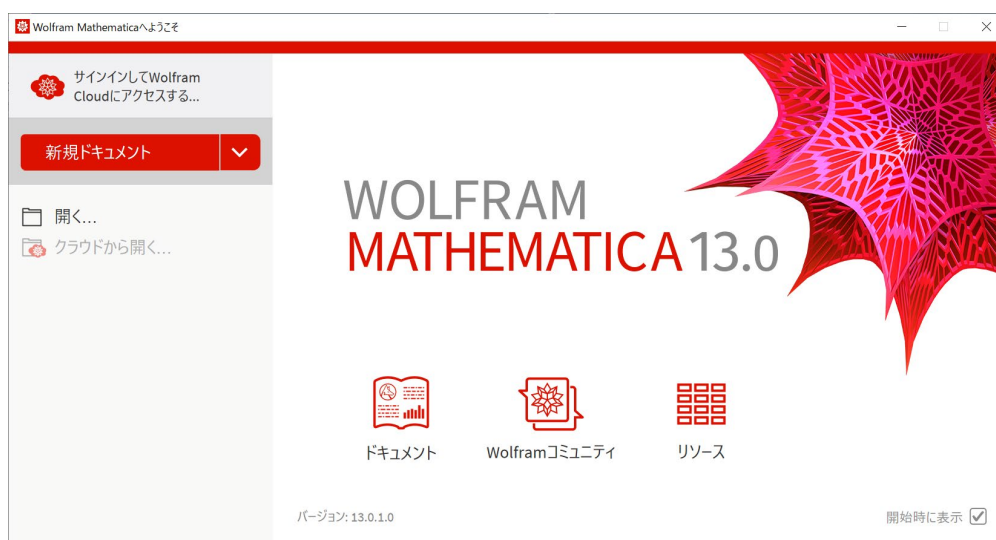 Wolfram Mathematicaへようこそ
サインインしてWolfram
Cloudにアクセスする...
新規ドキュメント
開く...
クラウドから開く...
WOLFRAM
MATHEMATICA 13.0
ドキュメント
Wolframコミュニティ
リソース
バージョン: 13.0.1.0
開始時に表示